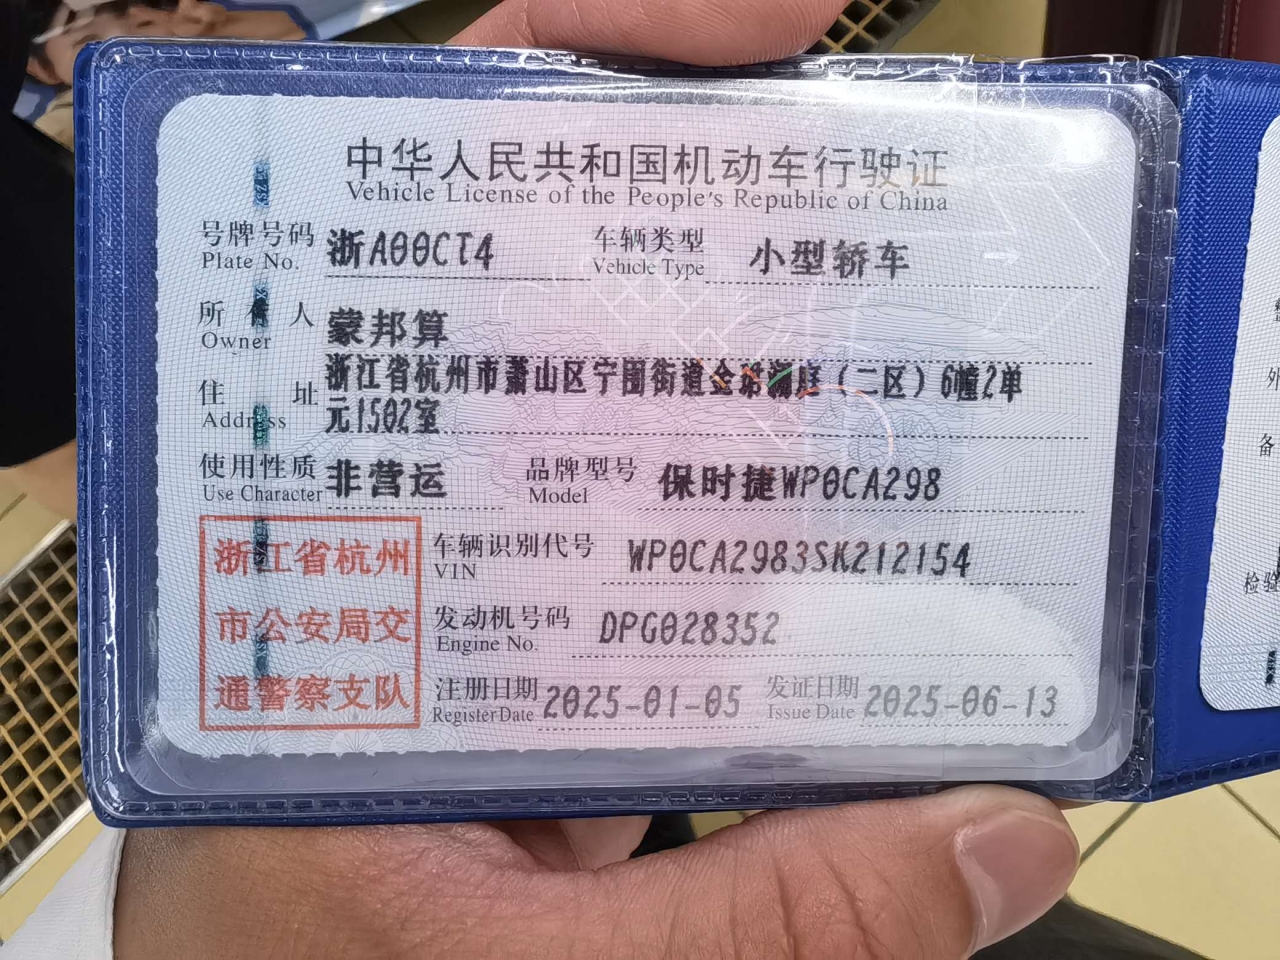 中华人民共和国机动车行驶证
Vehicle License of the People's Republic of China
号牌号码 浙A00CT4 车辆类型 小型轿车
Plate No. Vehicle Type
所有人 蒙邦算
Owner
浙江省杭州市萧山区宁围街道金 澜庭（二区）6幢2单
住址 元1502室
Address
使用性质 非营运 品牌型号 保时捷WP0CA298
Use Character Model
浙江省杭州
市公安局交
通警察支队
车辆识别代号 WP0CA2983SK212154
VIN
发动机号码 DPG028352
Engine No.
注册日期 2025-01-05 发证日期 2025-06-13
Register Date Issue Date
外
备
检验